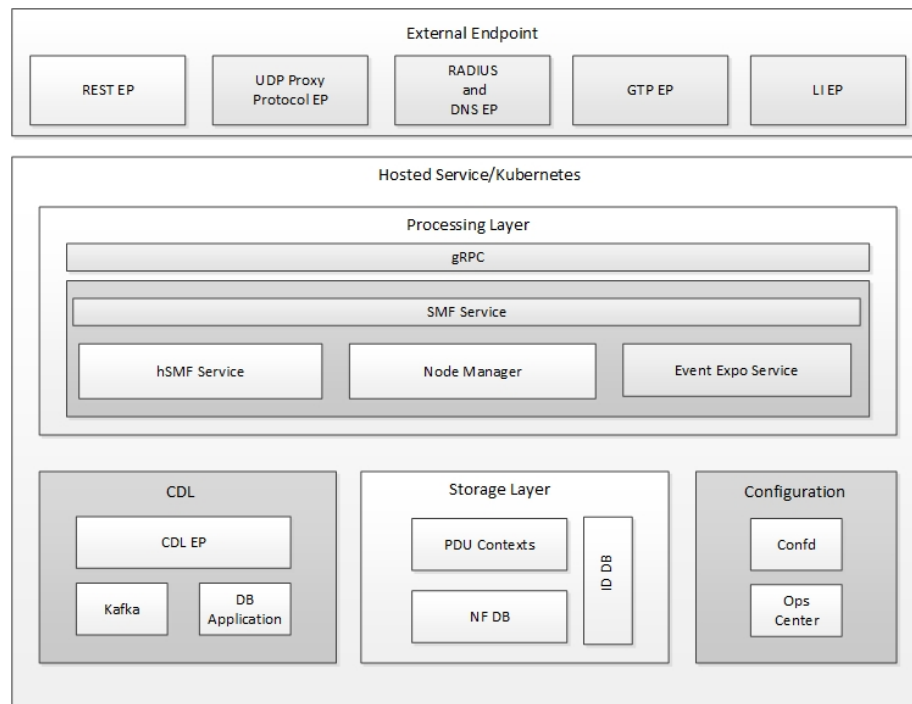 External Endpoint
REST EP
UDP Proxy
Protocol EP
RADIUS
and
DNS EP
GTP EP
LI EP
Hosted Service/Kubernetes
Processing Layer
gRPC
SMF Service
hSMF Service
Node Manager
Event Expo Service
CDL
CDL EP
Kafka
DB
Application
Storage Layer
PDU Contexts
NF DB
ID DB
Configuration
Confd
Ops
Center